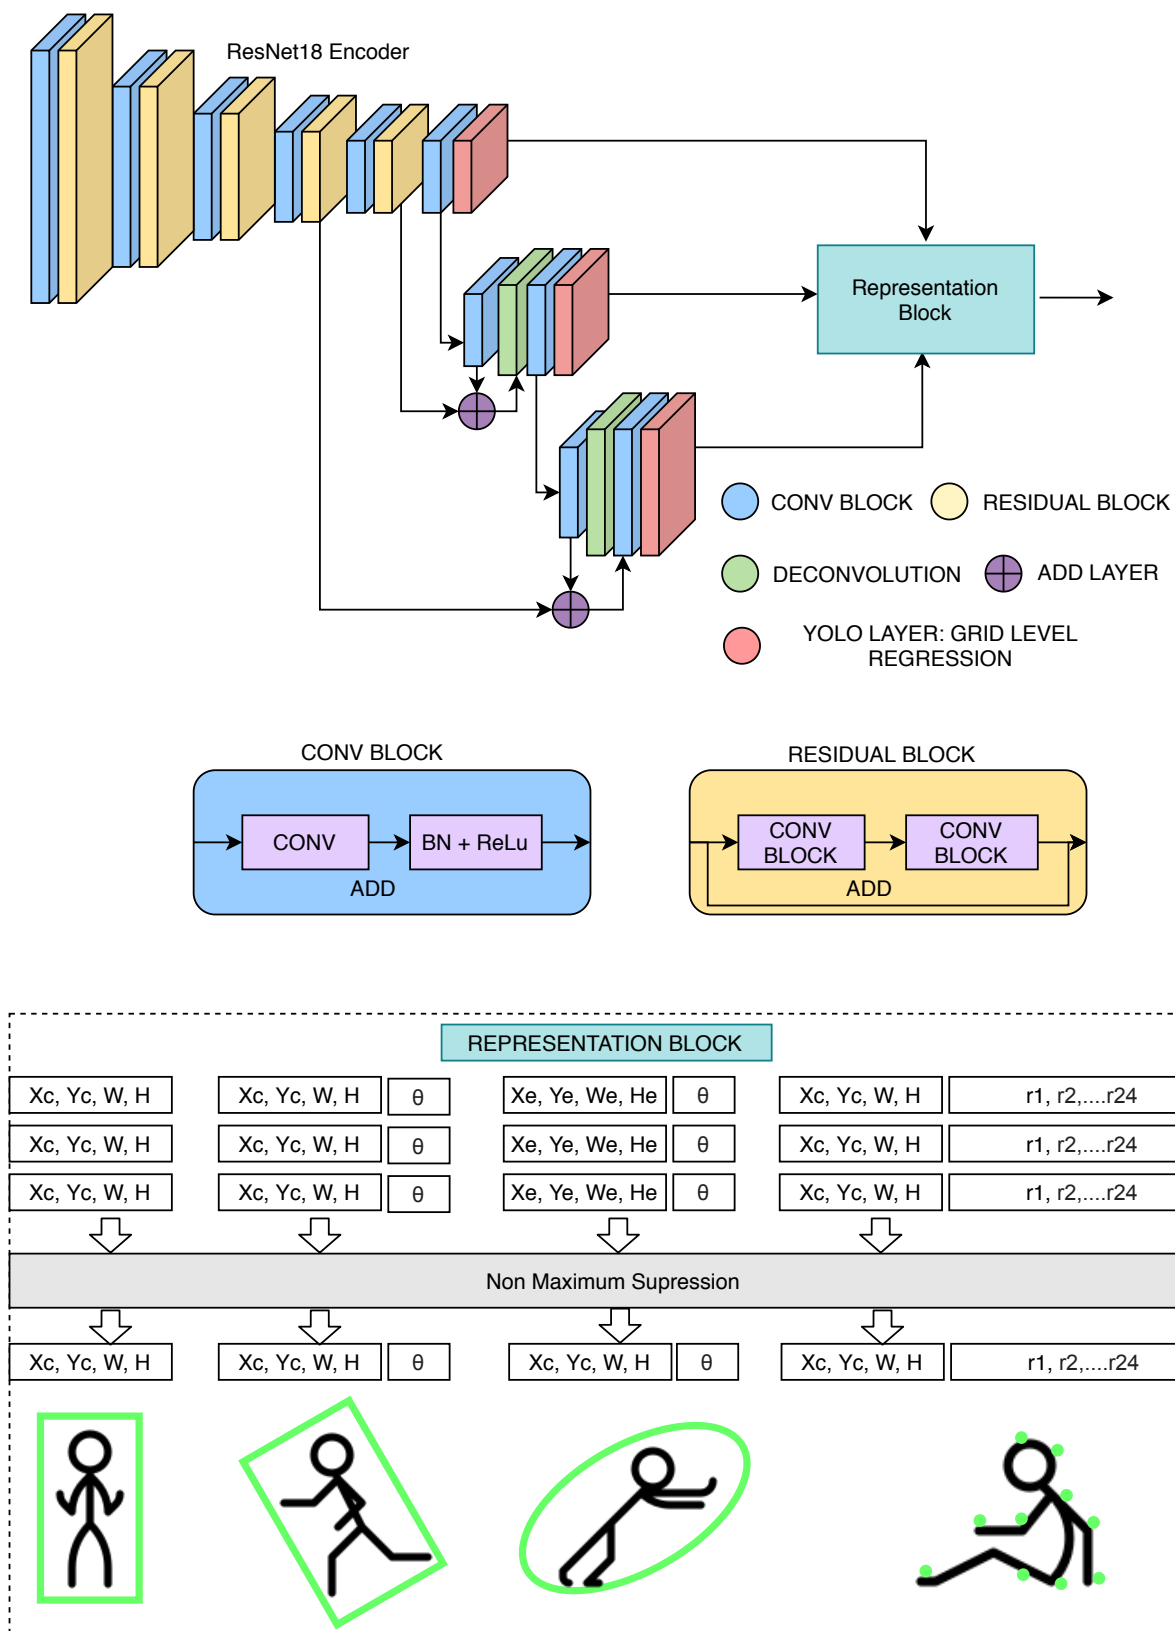 ResNet18 Encoder
Representation
Block
CONV BLOCK
RESIDUAL BLOCK
DECONVOLUTION
ADD LAYER
YOLO LAYER: GRID LEVEL
REGRESSION
CONV BLOCK
RESIDUAL BLOCK
CONV
BN + ReLu
ADD
CONV
BLOCK
CONV
BLOCK
ADD
REPRESENTATION BLOCK
Xc, Yc, W, H
Xc, Yc, W, H
θ
Xe, Ye, We, He
θ
Xc, Yc, W, H
r1, r2,....r24
Xc, Yc, W, H
Xc, Yc, W, H
θ
Xe, Ye, We, He
θ
Xc, Yc, W, H
r1, r2,....r24
Xc, Yc, W, H
Xc, Yc, W, H
θ
Xe, Ye, We, He
θ
Xc, Yc, W, H
r1, r2,....r24
Non Maximum Supression
Xc, Yc, W, H
Xc, Yc, W, H
θ
Xc, Yc, W, H
θ
Xc, Yc, W, H
r1, r2,....r24